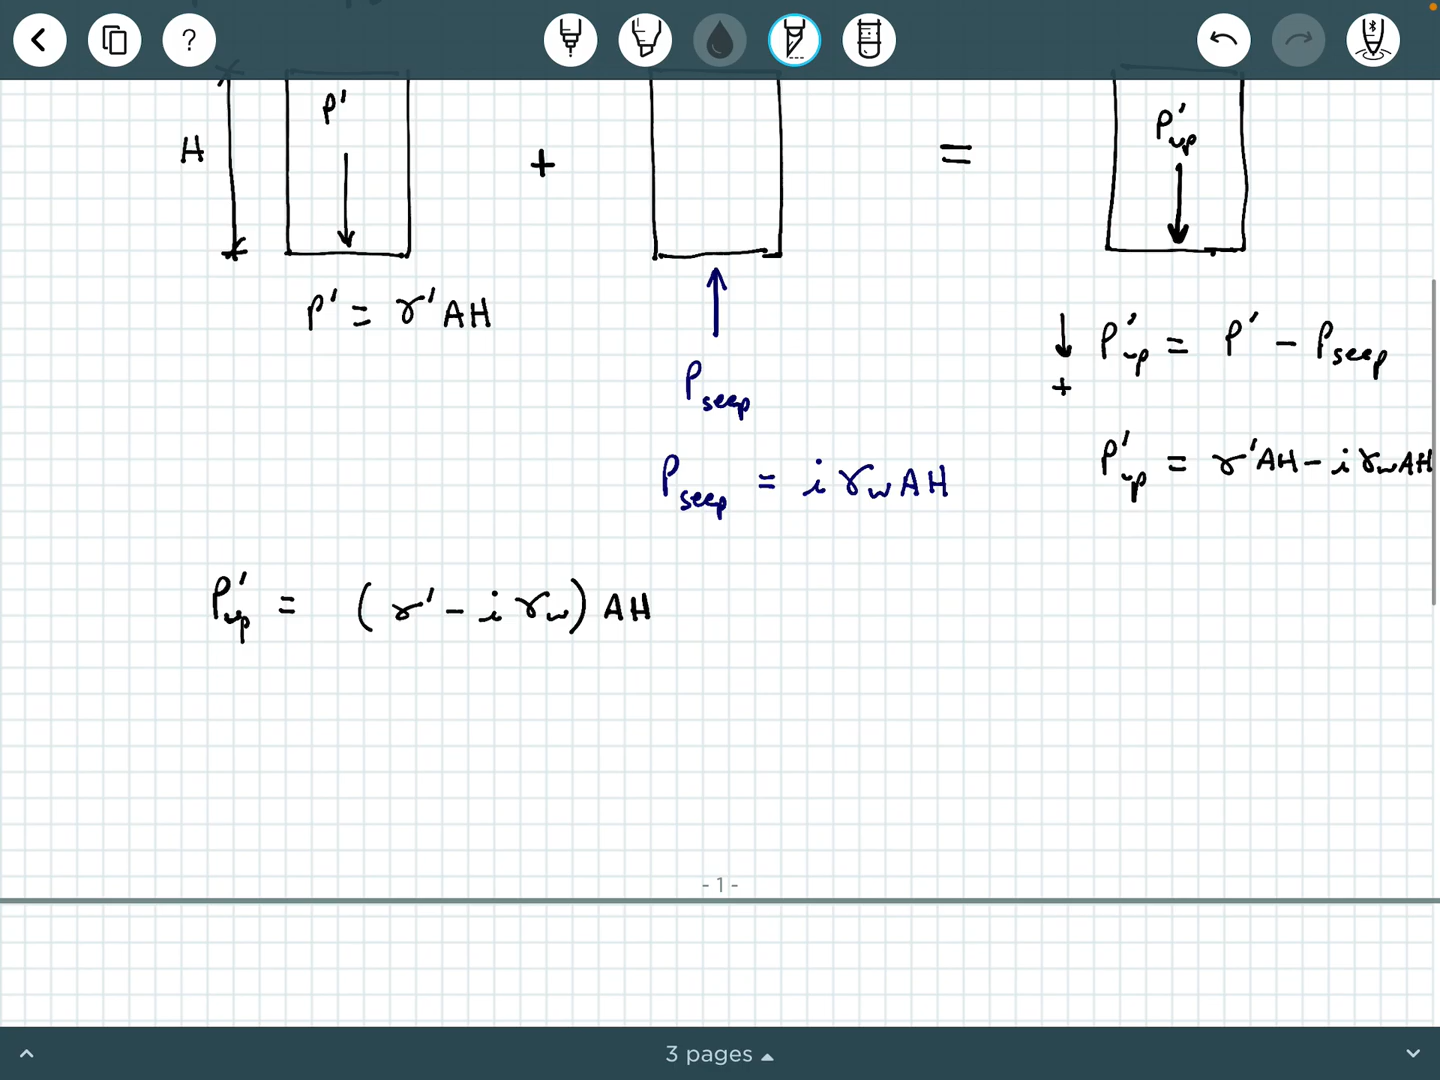 ?
H
P'
+
=
P'up
P' = γ'AH
Pseep
↓ P'up = P' - Pseep
+
Pseep = i γw AH
P'up = γ'AH - i γw AH
P'up = (γ' - i γw) AH
- 1 -
3 pages